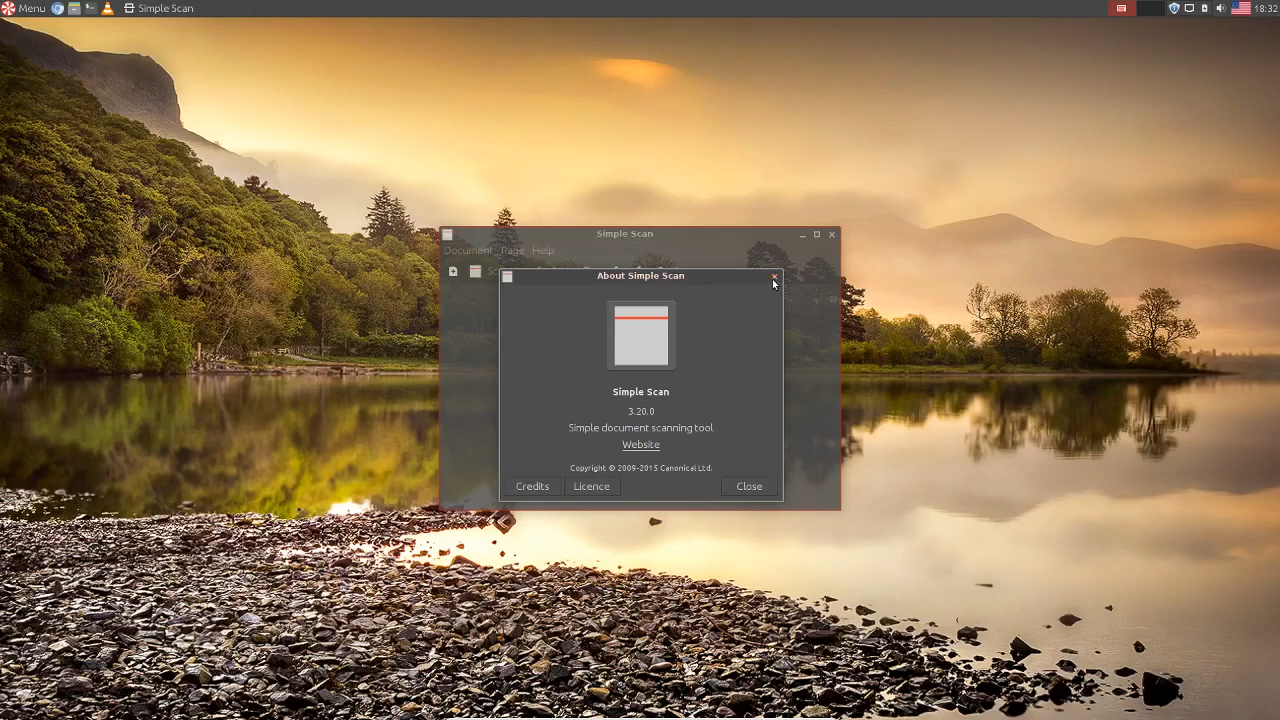 Menu
Simple Scan
18:32
Simple Scan
Document Page Help
About Simple Scan
Simple Scan
3.20.0
Simple document scanning tool
Website
Copyright © 2009-2015 Canonical Ltd.
Credits Licence Close